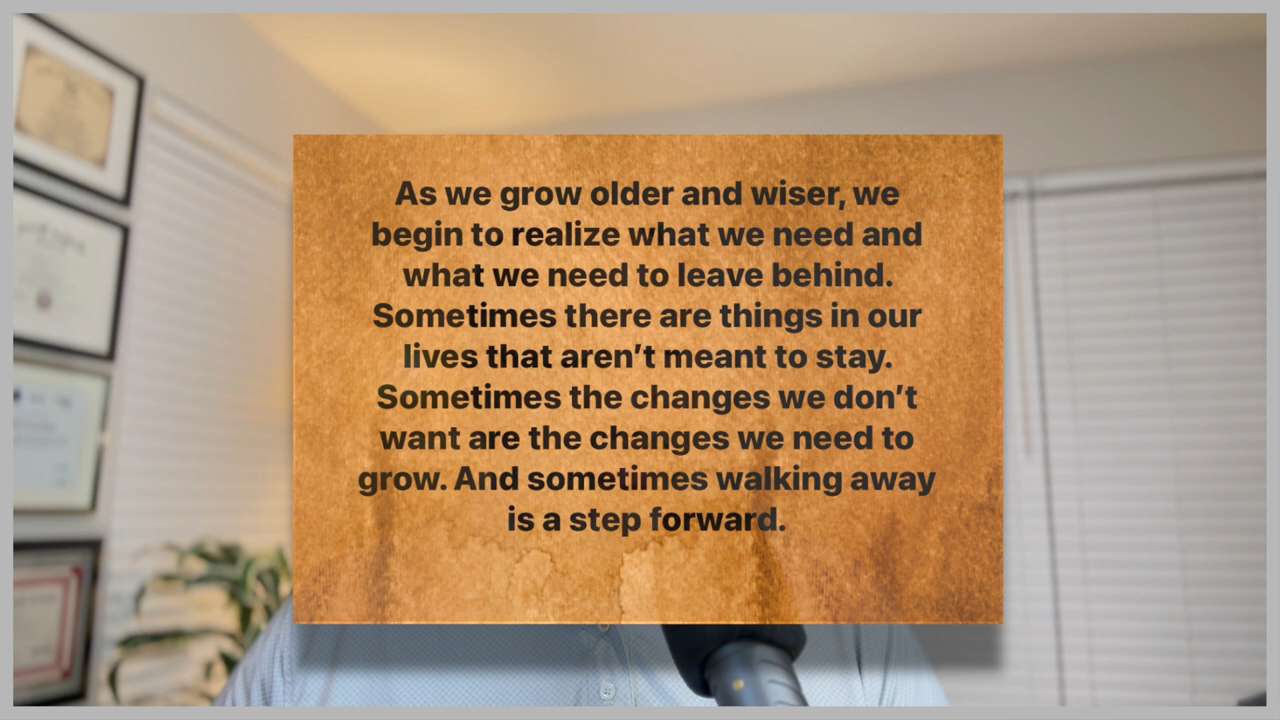 As we grow older and wiser, we
begin to realize what we need and
what we need to leave behind.
Sometimes there are things in our
lives that aren’t meant to stay.
Sometimes the changes we don’t
want are the changes we need to
grow. And sometimes walking away
is a step forward.